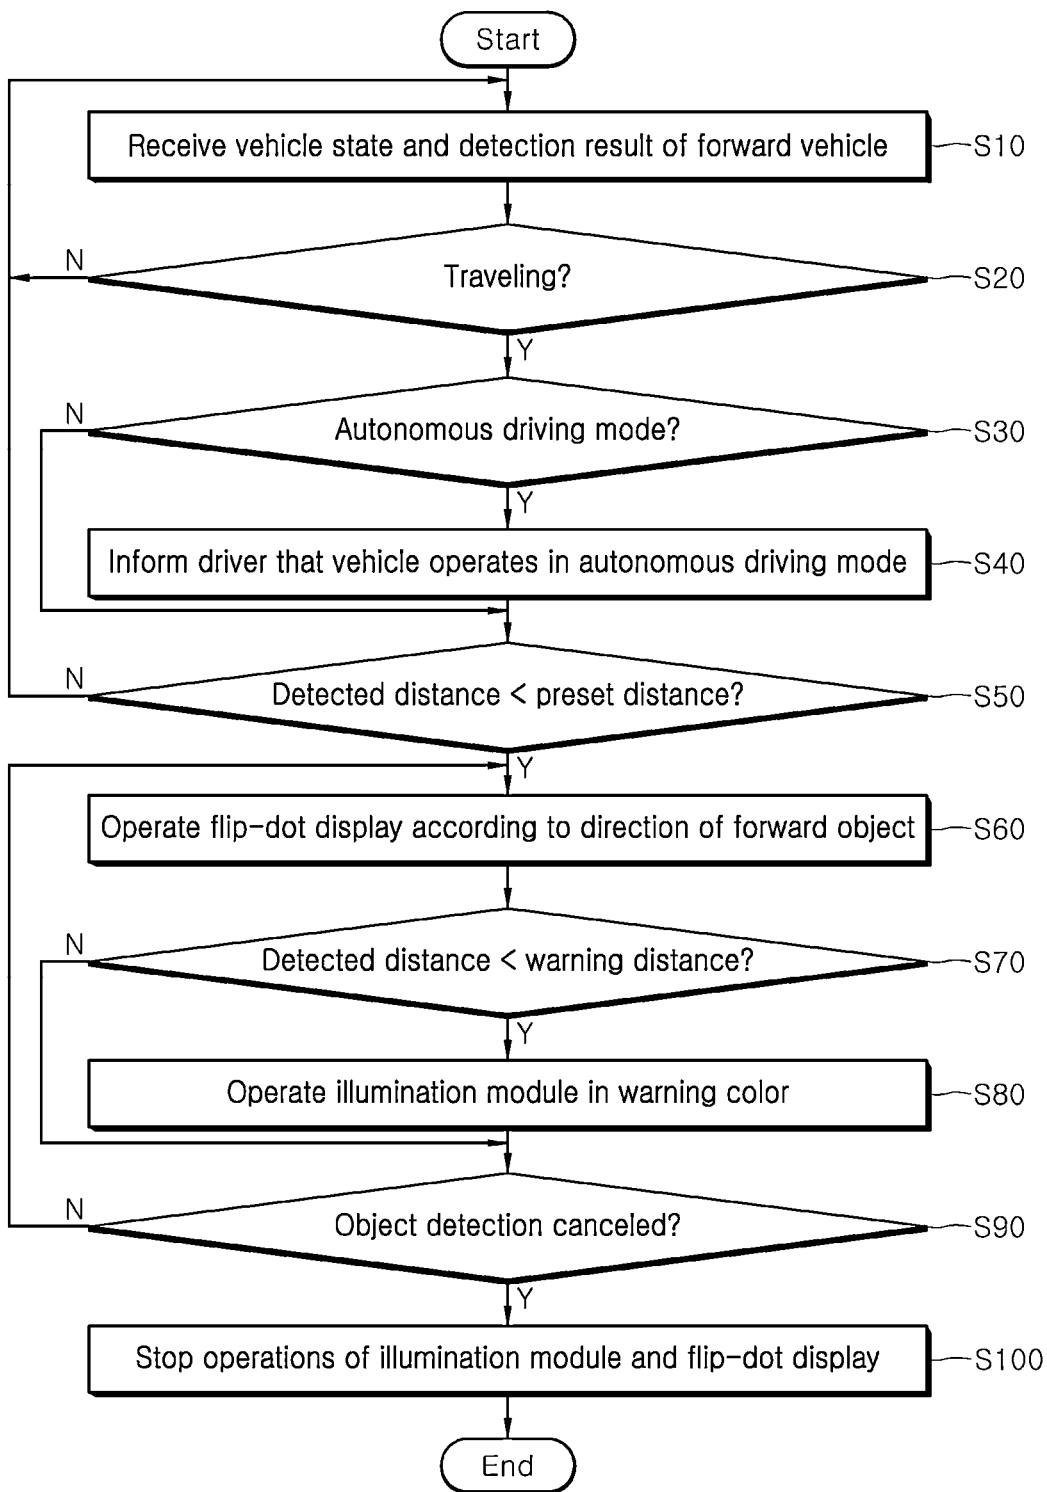 Start
Receive vehicle state and detection result of forward vehicle S10
N Traveling? S20
Y
N Autonomous driving mode? S30
Y
Inform driver that vehicle operates in autonomous driving mode S40
N Detected distance < preset distance? S50
Y
Operate flip-dot display according to direction of forward object S60
N Detected distance < warning distance? S70
Y
Operate illumination module in warning color S80
N Object detection canceled? S90
Y
Stop operations of illumination module and flip-dot display S100
End